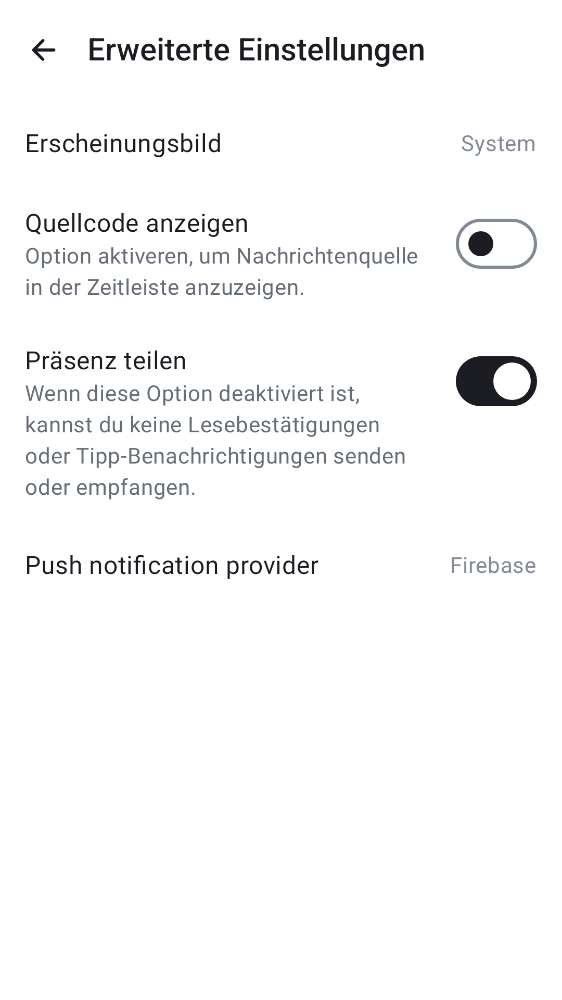 Erweiterte Einstellungen
Erscheinungsbild System
Quellcode anzeigen
Option aktiveren, um Nachrichtenquelle
in der Zeitleiste anzuzeigen.
Präsenz teilen
Wenn diese Option deaktiviert ist,
kannst du keine Lesebestätigungen
oder Tipp-Benachrichtigungen senden
oder empfangen.
Push notification provider Firebase